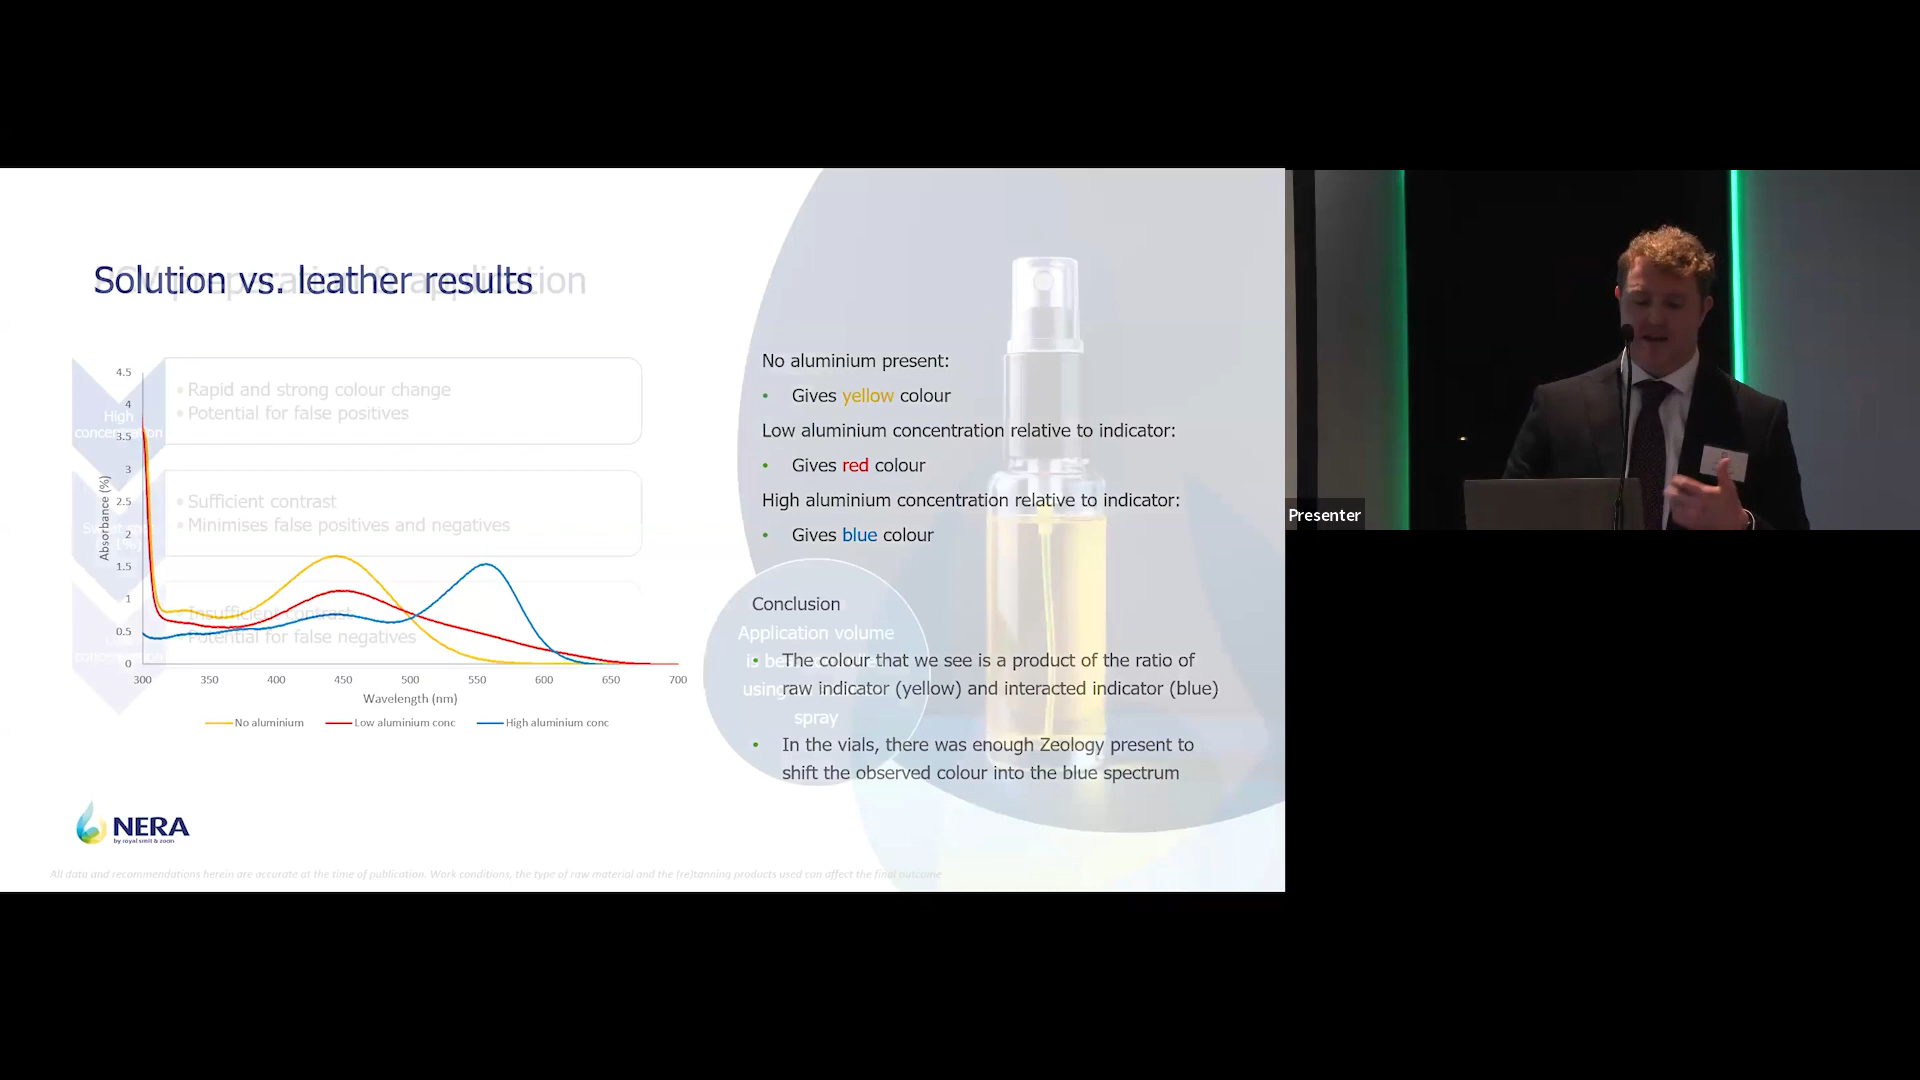 Solution vs. leather results
preparation & application
High
concentration
• Rapid and strong colour change
• Potential for false positives
• Sufficient contrast
• Minimises false positives and negatives
Insufficient contrast
Potential for false negatives
4.5
4
3.5
3
2.5
2
1.5
1
0.5
0
Absorbance (%)
300 350 400 450 500 550 600 650 700
Wavelength (nm)
No aluminium Low aluminium conc High aluminium conc
No aluminium present:
• Gives yellow colour
Low aluminium concentration relative to indicator:
• Gives red colour
High aluminium concentration relative to indicator:
• Gives blue colour
Conclusion
Application volume
using
spray
• The colour that we see is a product of the ratio of
raw indicator (yellow) and interacted indicator (blue)
• In the vials, there was enough Zeology present to
shift the observed colour into the blue spectrum
NERA
by royal smit & zoon
All data and recommendations herein are accurate at the time of publication. Work conditions, the type of raw material and the (re)tanning products used can affect the final outcome
Presenter